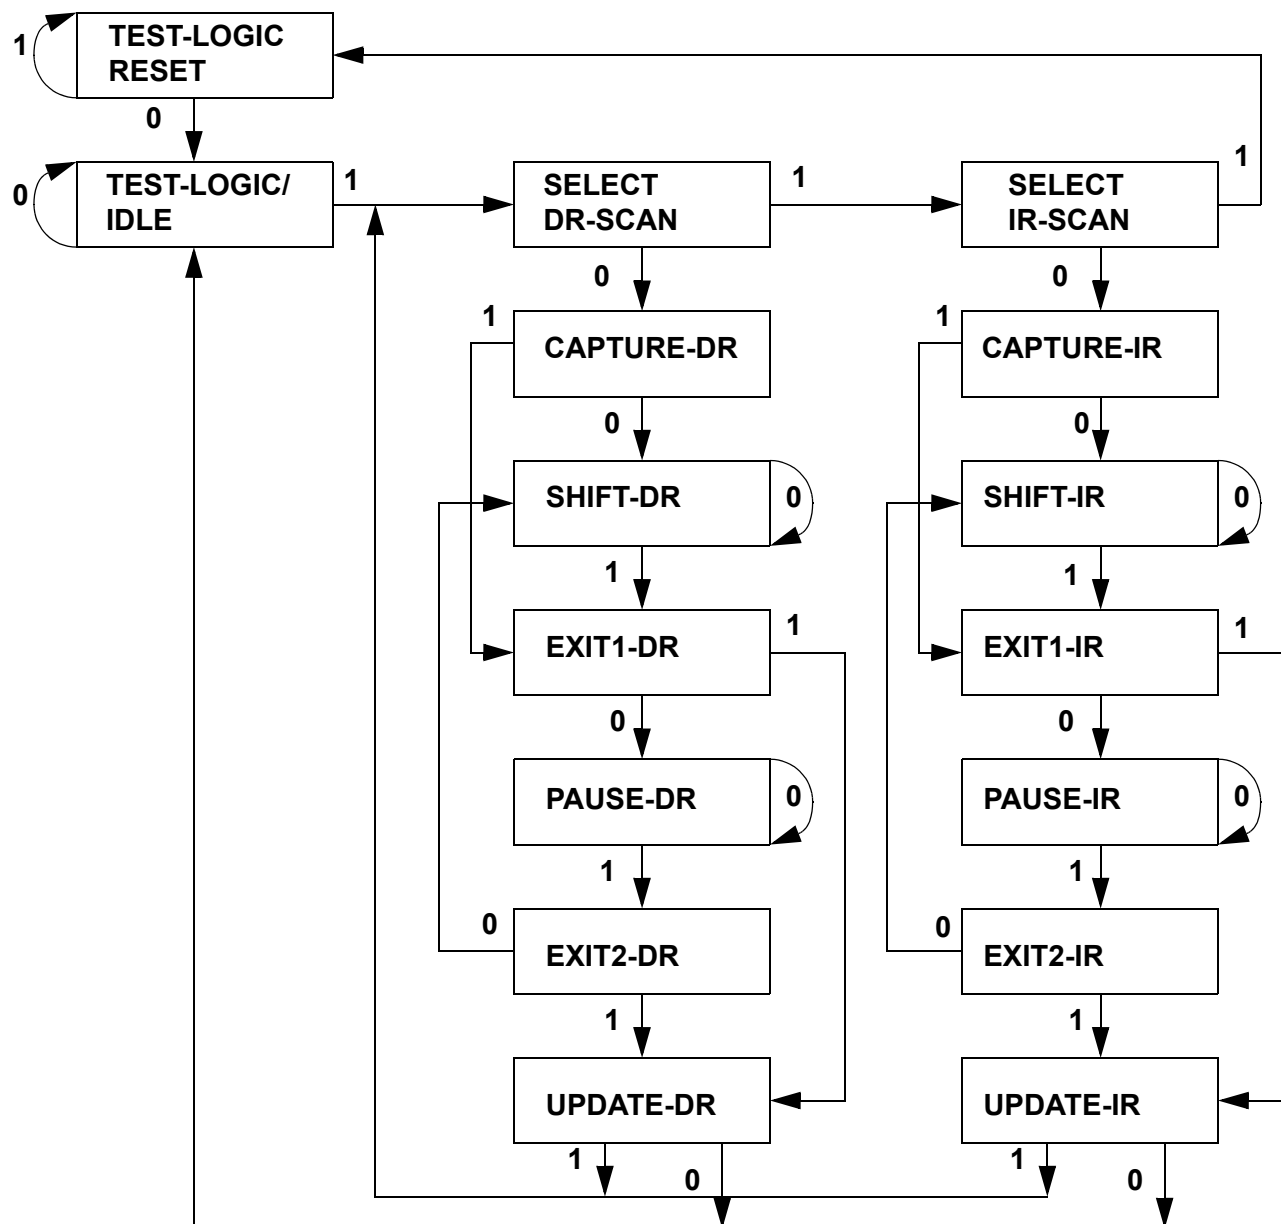 1
TEST-LOGIC
RESET
0
0
TEST-LOGIC/
IDLE
1
SELECT
DR-SCAN
1
SELECT
IR-SCAN
1
0
0
1
CAPTURE-DR
1
CAPTURE-IR
0
0
SHIFT-DR
0
SHIFT-IR
0
1
1
EXIT1-DR
1
EXIT1-IR
1
0
0
PAUSE-DR
0
PAUSE-IR
0
1
1
0
EXIT2-DR
0
EXIT2-IR
1
1
UPDATE-DR
UPDATE-IR
1
0
1
0